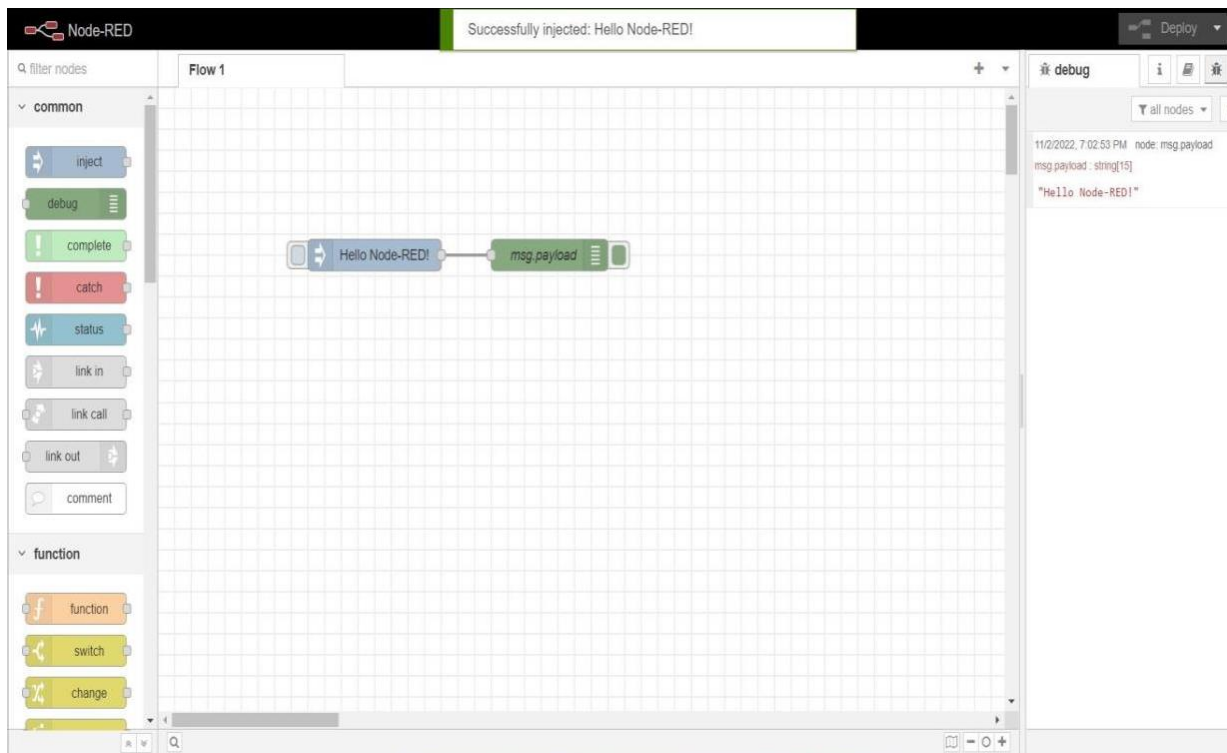 Node-RED
Successfully injected: Hello Node-RED!
Deploy
filter nodes
Flow 1
debug
i
common
all nodes
inject
debug
complete
catch
status
link in
link call
link out
comment
function
function
switch
change
Hello Node-RED!
msg.payload
11/2/2022, 7:02:53 PM node: msg.payload
msg.payload : string[15]
"Hello Node-RED!"